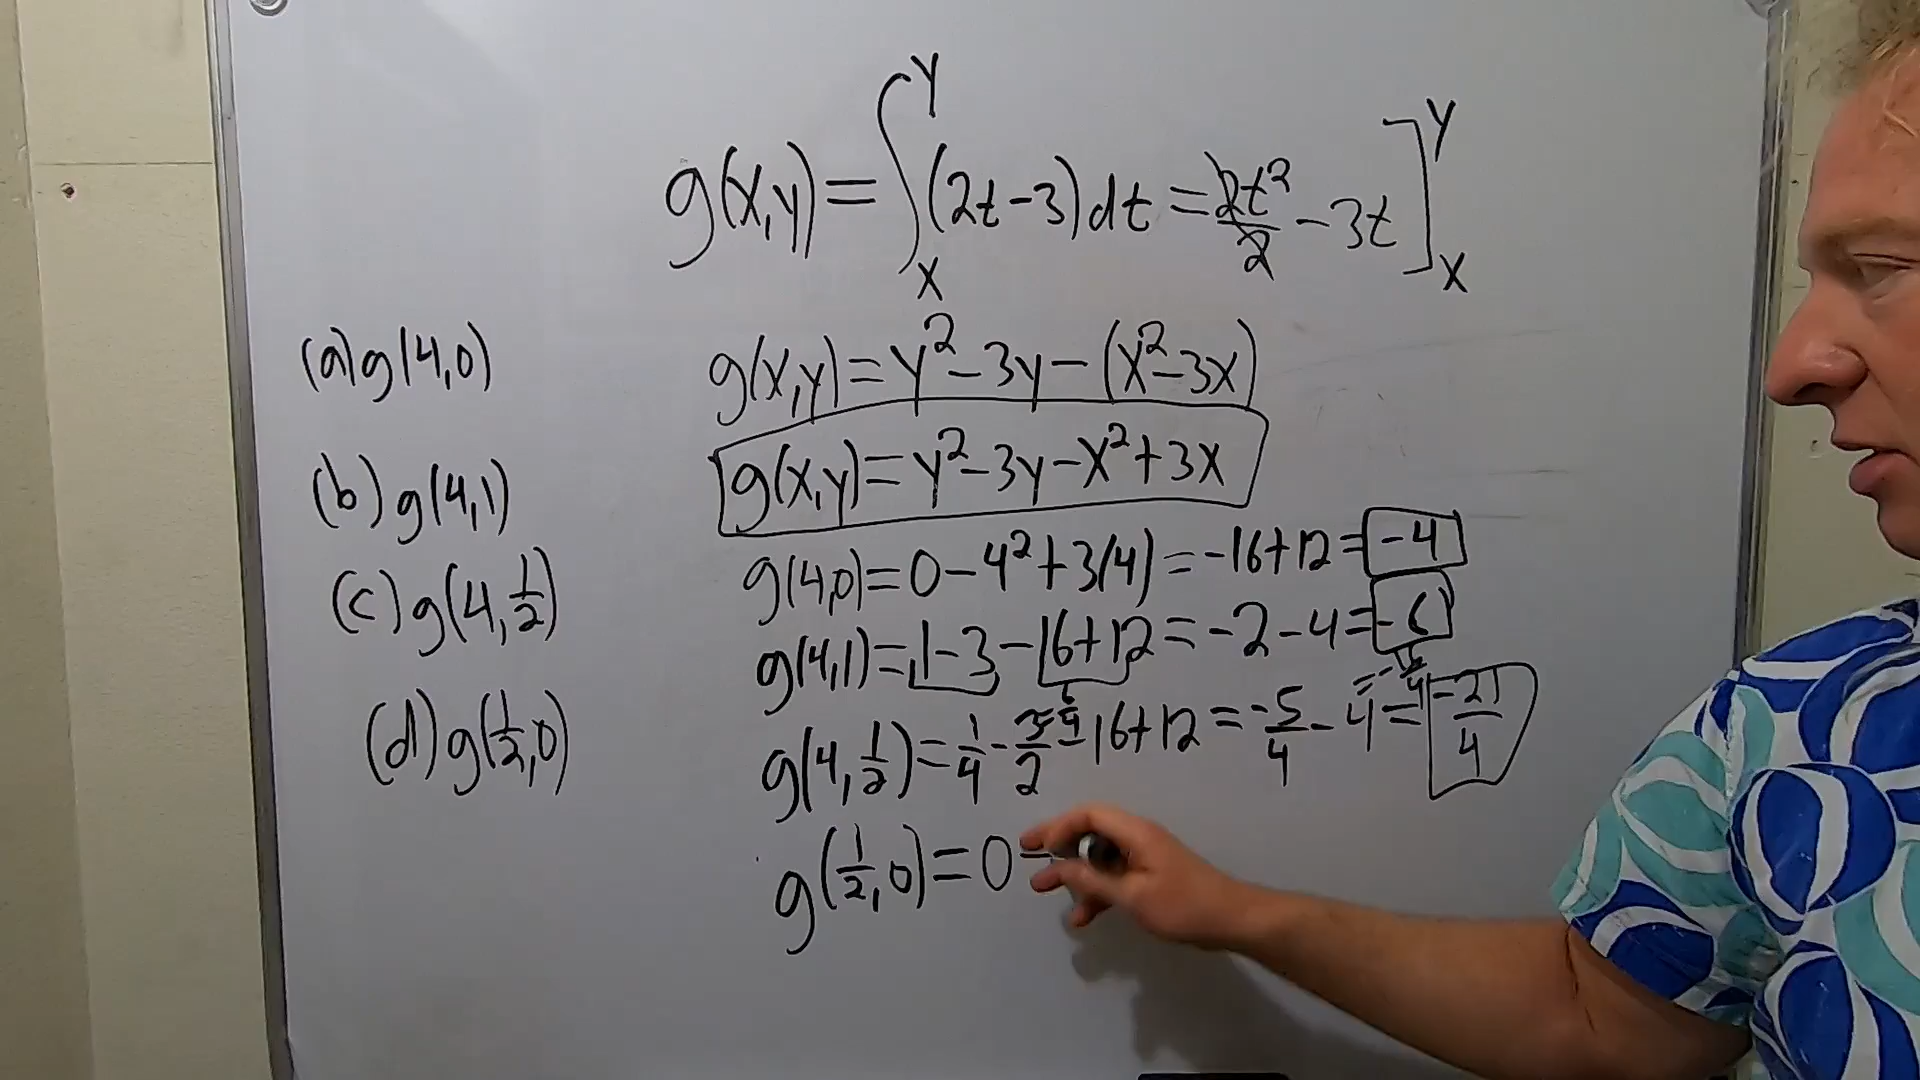 g(x,y) = ∫_x^y (2t-3)dt = 2t²/2 - 3t]_x^y
(a) g(4,0)
g(x,y) = y²-3y-(x²-3x)
(b) g(4,1)
g(x,y) = y²-3y-x²+3x
(c) g(4,1/2)
g(4,0) = 0-4²+3(4) = -16+12 = -4
g(4,1) = 1-3-16+12 = -2-4 = -6
(d) g(1/2,0)
g(4,1/2) = 1/4 - 3/2 - 16+12 = -5/4 - 4 = -21/4
g(1/2,0) = 0-